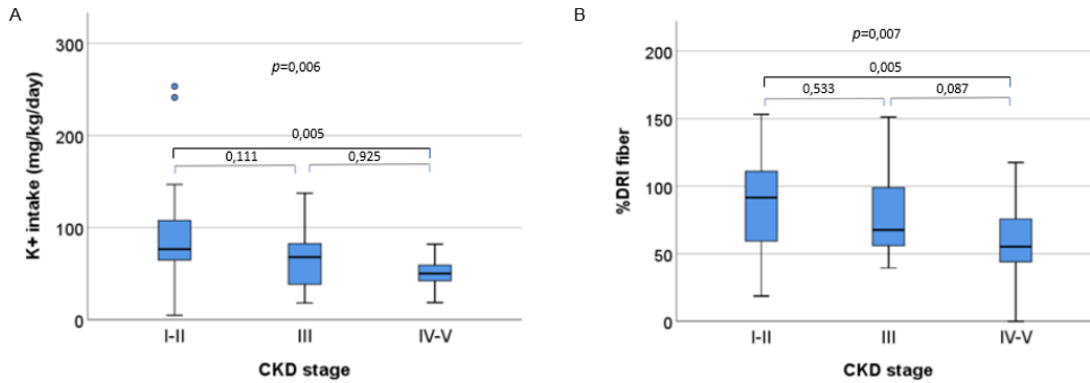 A
K+ intake (mg/kg/day)
300
200
100
0
p=0,006
0,005
0,111
0,925
I-II
III
IV-V
CKD stage
B
%DRI fiber
200
150
100
50
0
p=0,007
0,005
0,533
0,087
I-II
III
IV-V
CKD stage